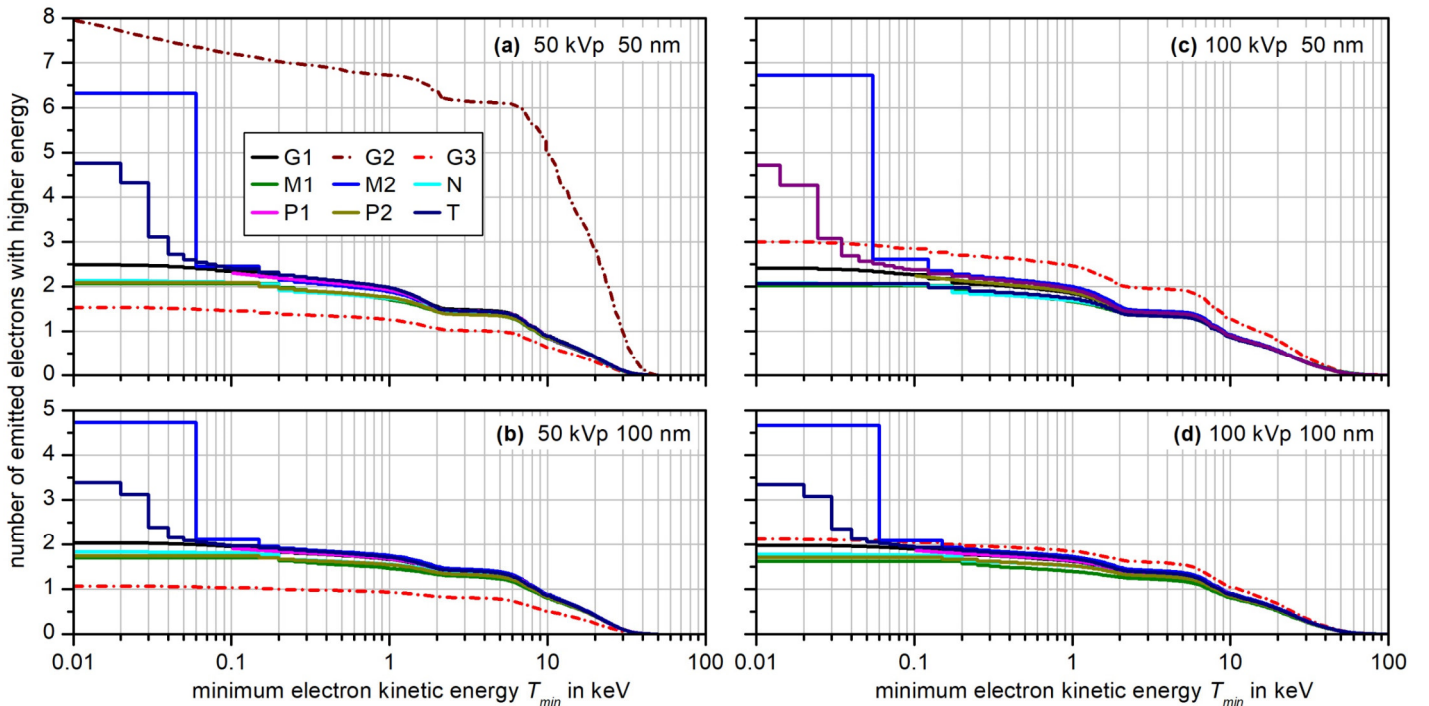 number of emitted electrons with higher energy
8
7
6
5
4
3
2
1
0
(a) 50 kVp 50 nm
G1 G2 G3
M1 M2 N
P1 P2 T
(c) 100 kVp 50 nm
5
4
3
2
1
0
(b) 50 kVp 100 nm
(d) 100 kVp 100 nm
0.01 0.1 1 10 100
0.01 0.1 1 10 100
minimum electron kinetic energy T_min in keV
minimum electron kinetic energy T_min in keV